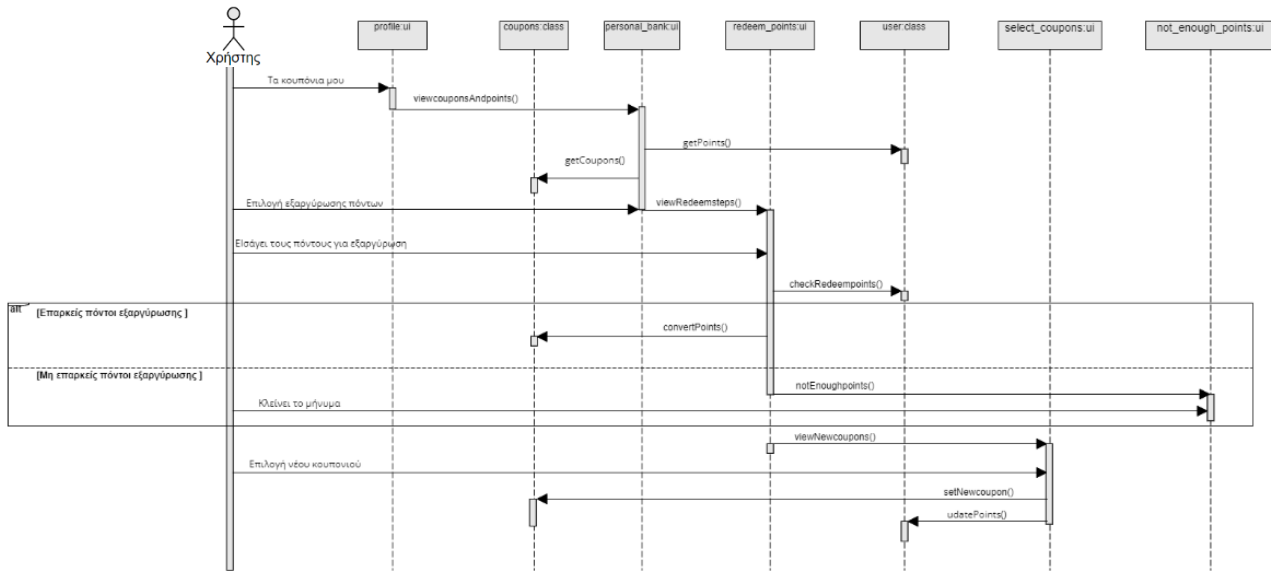 profile:ui
coupons:class
personal_bank:ui
redeem_points:ui
user:class
select_coupons:ui
not_enough_points:ui
Χρήστης
Τα κουπόνια μου
viewcouponsAndpoints()
getPoints()
getCoupons()
Επιλογή εξαργύρωσης πόντων
viewRedeemsteps()
ΕΙσάγει τους πόντους για εξαργύρωση
checkRedeempoints()
alt
[Επαρκείς πόντοι εξαργύρωσης ]
convertPoints()
[Μη επαρκείς πόντοι εξαργύρωσης ]
notEnoughpoints()
Κλείνει το μήνυμα
viewNewcoupons()
Επιλογή νέου κουπονιού
setNewcoupon()
udatePoints()